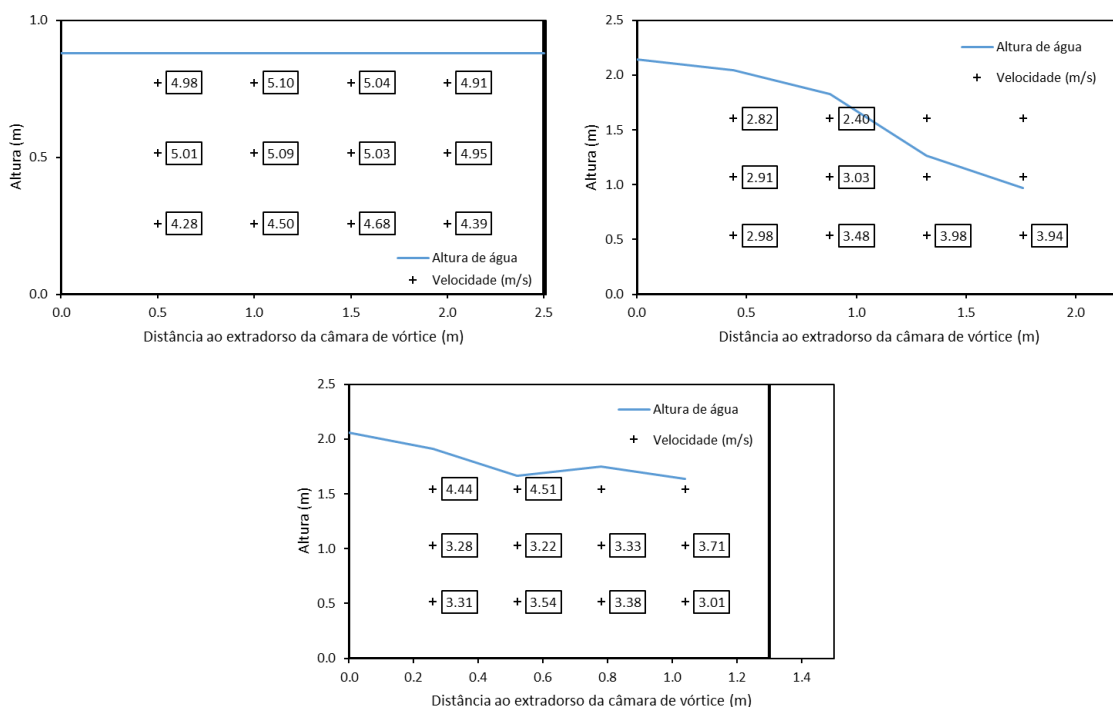 1.0
Altura (m)
4.98 5.10 5.04 4.91
0.5
5.01 5.09 5.03 4.95
4.28 4.50 4.68 4.39
Altura de água
Velocidade (m/s)
0.0
0.0 0.5 1.0 1.5 2.0 2.5
Distância ao extradorso da câmara de vórtice (m)
2.5
Altura de água
2.0
Velocidade (m/s)
Altura (m)
2.82 2.40
1.5
2.91 3.03
1.0
0.5
2.98 3.48 3.98 3.94
0.0
0.0 0.5 1.0 1.5 2.0
Distância ao extradorso da câmara de vórtice (m)
2.5
Altura de água
2.0
Velocidade (m/s)
Altura (m)
1.5
4.44 4.51
1.0
3.28 3.22 3.33 3.71
0.5
3.31 3.54 3.38 3.01
0.0
0.0 0.2 0.4 0.6 0.8 1.0 1.2 1.4
Distância ao extradorso da câmara de vórtice (m)